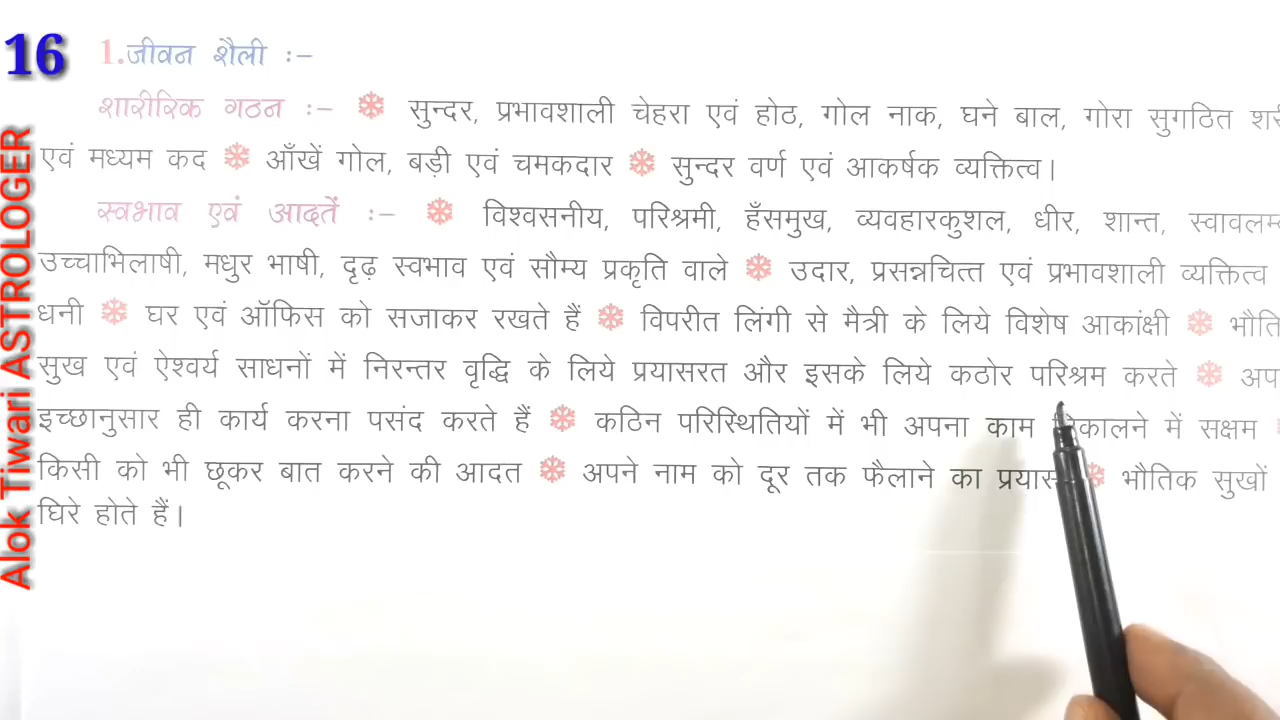 16
1.जीवन शैली :–
शारीरिक गठन :– ❄ सुन्दर, प्रभावशाली चेहरा एवं होठ, गोल नाक, घने बाल, गोरा सुगठित
एवं मध्यम कद ❄ आँखें गोल, बड़ी एवं चमकदार ❄ सुन्दर वर्ण एवं आकर्षक व्यक्तित्व।
स्वभाव एवं आदतें :– ❄ विश्वसनीय, परिश्रमी, हँसमुख, व्यवहारकुशल, धीर, शान्त,
उच्चाभिलाषी, मधुर भाषी, दृढ़ स्वभाव एवं सौम्य प्रकृति वाले ❄ उदार, प्रसन्नचित्त एवं प्रभावशाली व्यक्तित्व
धनी ❄ घर एवं ऑफिस को सजाकर रखते हैं ❄ विपरीत लिंगी से मैत्री के लिये विशेष आकांक्षी ❄
सुख एवं ऐश्वर्य साधनों में निरन्तर वृद्धि के लिये प्रयासरत और इसके लिये कठोर परिश्रम करते ❄
इच्छानुसार ही कार्य करना पसंद करते हैं ❄ कठिन परिस्थितियों में भी अपना काम में सक्षम
किसी को भी छूकर बात करने की आदत ❄ अपने नाम को दूर तक फैलाने का ❄ भौतिक सुखों
घिरे होते हैं।
Alok Tiwari ASTROLOGER